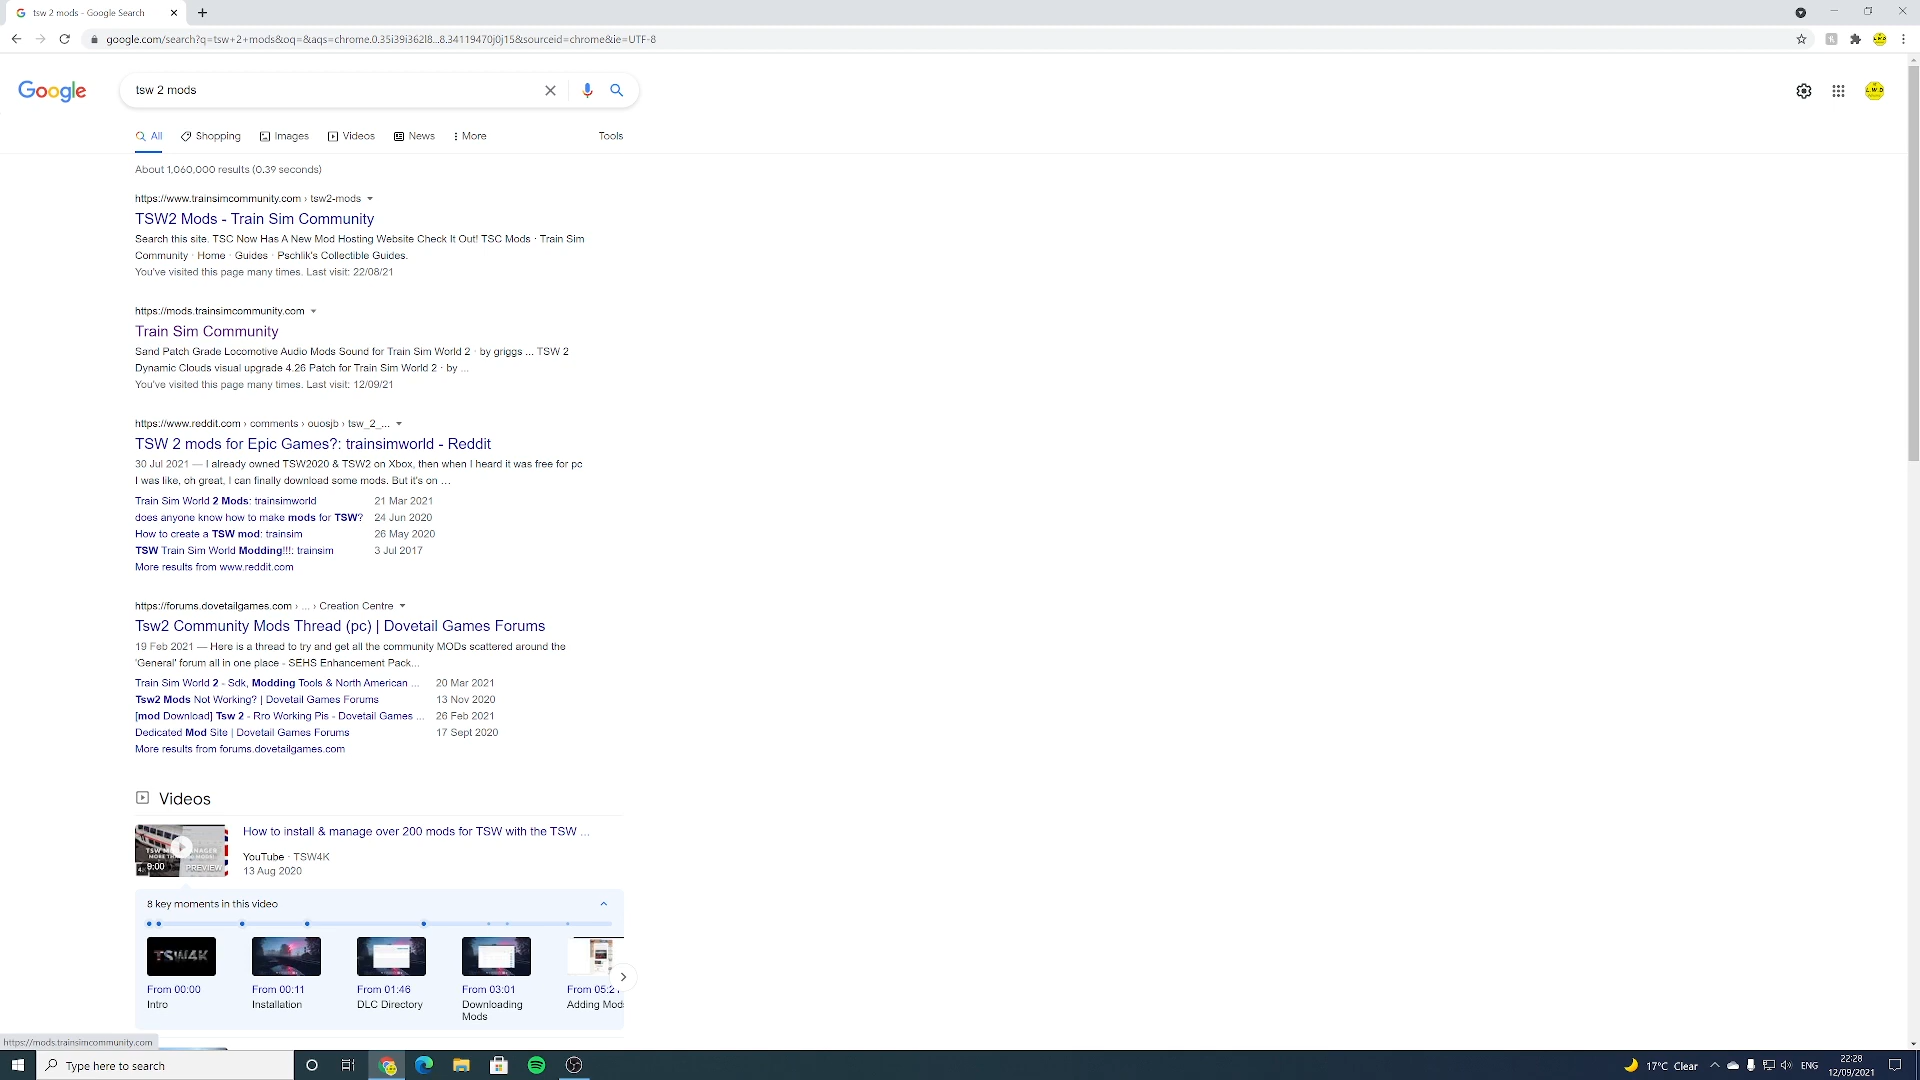 tsw 2 mods - Google Search
google.com/search?q=tsw+2+mods&oq=&aqs=chrome.0.35i39i362l8...8.34119470j0j15&sourceid=chrome&ie=UTF-8
Google
tsw 2 mods
L.W.D
All
Shopping
Images
Videos
News
More
Tools
About 1,060,000 results (0.39 seconds)
https://www.trainsimcommunity.com › tsw2-mods
TSW2 Mods - Train Sim Community
Search this site. TSC Now Has A New Mod Hosting Website Check It Out! TSC Mods · Train Sim
Community · Home · Guides · Pschlik's Collectible Guides.
You've visited this page many times. Last visit: 22/08/21
https://mods.trainsimcommunity.com
Train Sim Community
Sand Patch Grade Locomotive Audio Mods Sound for Train Sim World 2 · by griggs ... TSW 2
Dynamic Clouds visual upgrade 4.26 Patch for Train Sim World 2 · by ...
You've visited this page many times. Last visit: 12/09/21
https://www.reddit.com › comments › ouosjb › tsw_2_...
TSW 2 mods for Epic Games?: trainsimworld - Reddit
30 Jul 2021 — I already owned TSW2020 & TSW2 on Xbox, then when I heard it was free for pc
I was like, oh great, I can finally download some mods. But it's on ...
Train Sim World 2 Mods: trainsimworld 21 Mar 2021
does anyone know how to make mods for TSW? 24 Jun 2020
How to create a TSW mod: trainsim 26 May 2020
TSW Train Sim World Modding!!!: trainsim 3 Jul 2017
More results from www.reddit.com
https://forums.dovetailgames.com › ... › Creation Centre
Tsw2 Community Mods Thread (pc) | Dovetail Games Forums
19 Feb 2021 — Here is a thread to try and get all the community MODs scattered around the
'General' forum all in one place - SEHS Enhancement Pack...
Train Sim World 2 - Sdk, Modding Tools & North American ... 20 Mar 2021
Tsw2 Mods Not Working? | Dovetail Games Forums 13 Nov 2020
[mod Download] Tsw 2 - Rro Working Pis - Dovetail Games ... 26 Feb 2021
Dedicated Mod Site | Dovetail Games Forums 17 Sept 2020
More results from forums.dovetailgames.com
Videos
How to install & manage over 200 mods for TSW with the TSW ...
9:00
PREVIEW
YouTube · TSW4K
13 Aug 2020
8 key moments in this video
TSW4K
From 00:00
Intro
From 00:11
Installation
From 01:46
DLC Directory
From 03:01
Downloading
Mods
From 05:2
Adding Mod
https://mods.trainsimcommunity.com
Type here to search
17°C Clear
ENG
22:28
12/09/2021